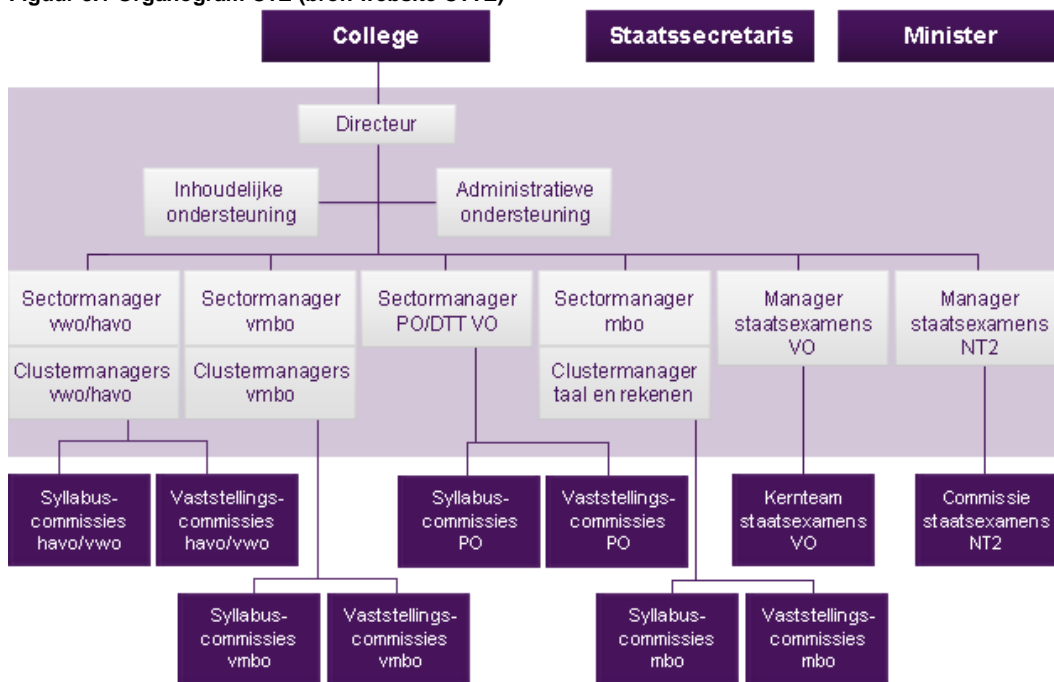 College
Staatssecretaris
Minister
Directeur
Inhoudelijke
ondersteuning
Administratieve
ondersteuning
Sectormanager
vwo/havo
Sectormanager
vmbo
Sectormanager
PO/DTT VO
Sectormanager
mbo
Manager
staatsexamens
VO
Manager
staatsexamens
NT2
Clustermanagers
vwo/havo
Clustermanagers
vmbo
Clustermanager
taal en rekenen
Syllabus-
commissies
havo/vwo
Vaststellings-
commissies
havo/vwo
Syllabus-
commissies
PO
Vaststellings-
commissies
PO
Kernteam
staatsexamens
VO
Commissie
staatsexamens
NT2
Syllabus-
commissies
vmbo
Vaststellings-
commissies
vmbo
Syllabus-
commissies
mbo
Vaststellings-
commissies
mbo